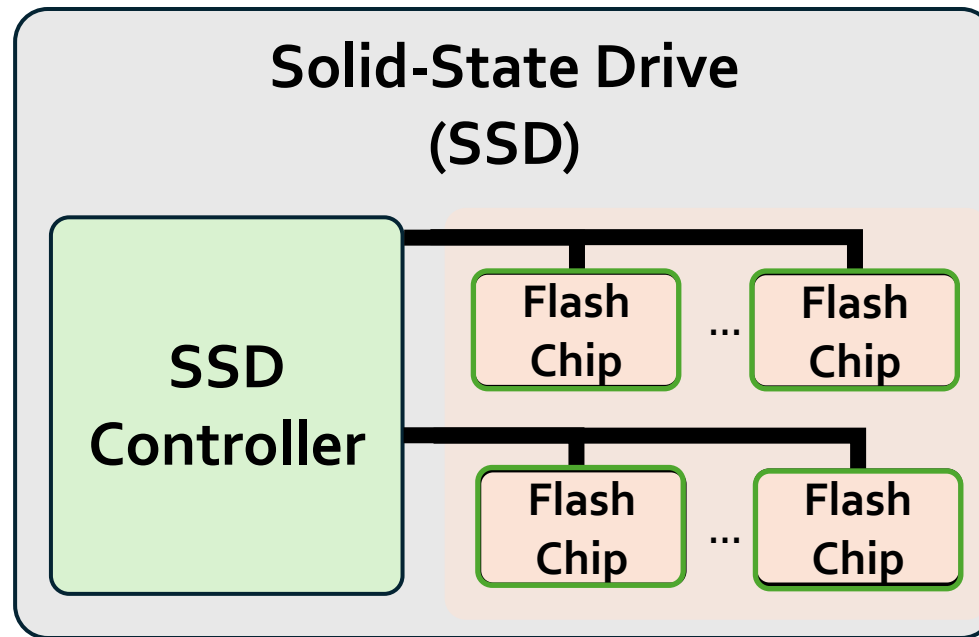 Solid-State Drive
(SSD)
SSD
Controller
Flash
Chip
...
Flash
Chip
Flash
Chip
...
Flash
Chip